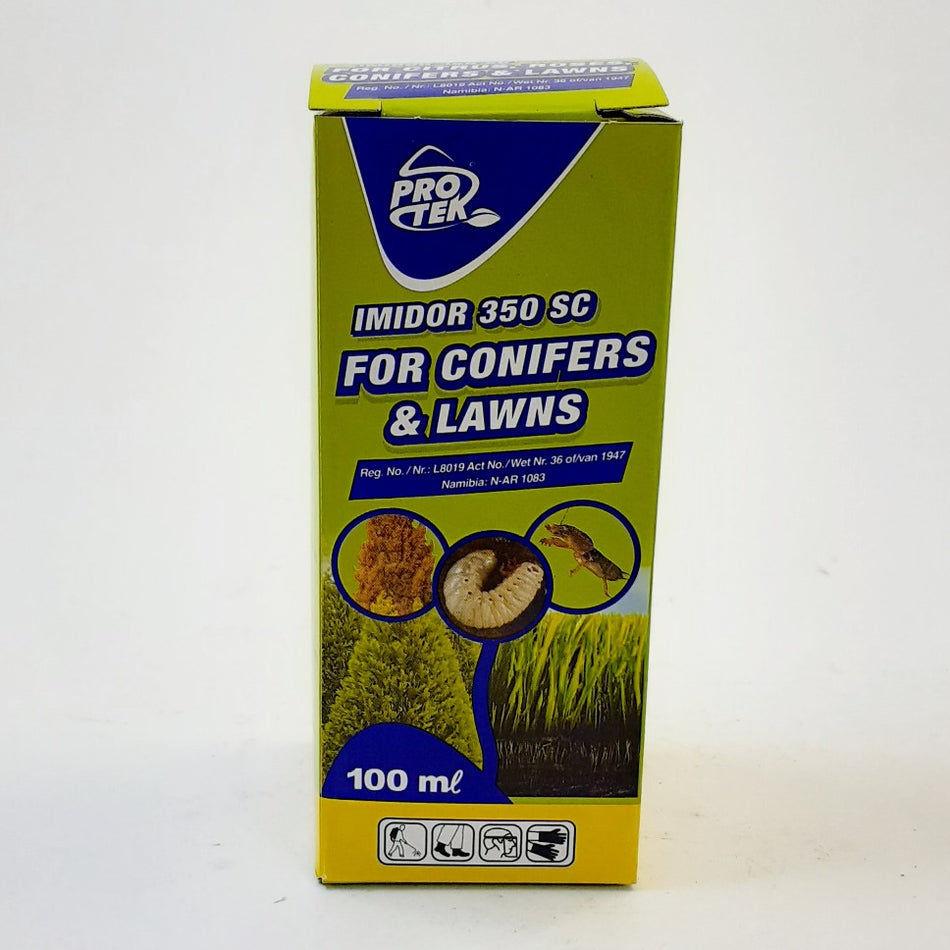 FOR CITRUS, ROSES,
CONIFERS & LAWNS
Reg. No. / Nr.: L8019 Act No./Wet Nr. 36 of/van 1947
Namibia: N-AR 1083
PRO
TEK
IMIDOR 350 SC
FOR CONIFERS
& LAWNS
Reg. No. / Nr.: L8019 Act No./Wet Nr. 36 of/van 1947
Namibia: N-AR 1083
100 mℓ